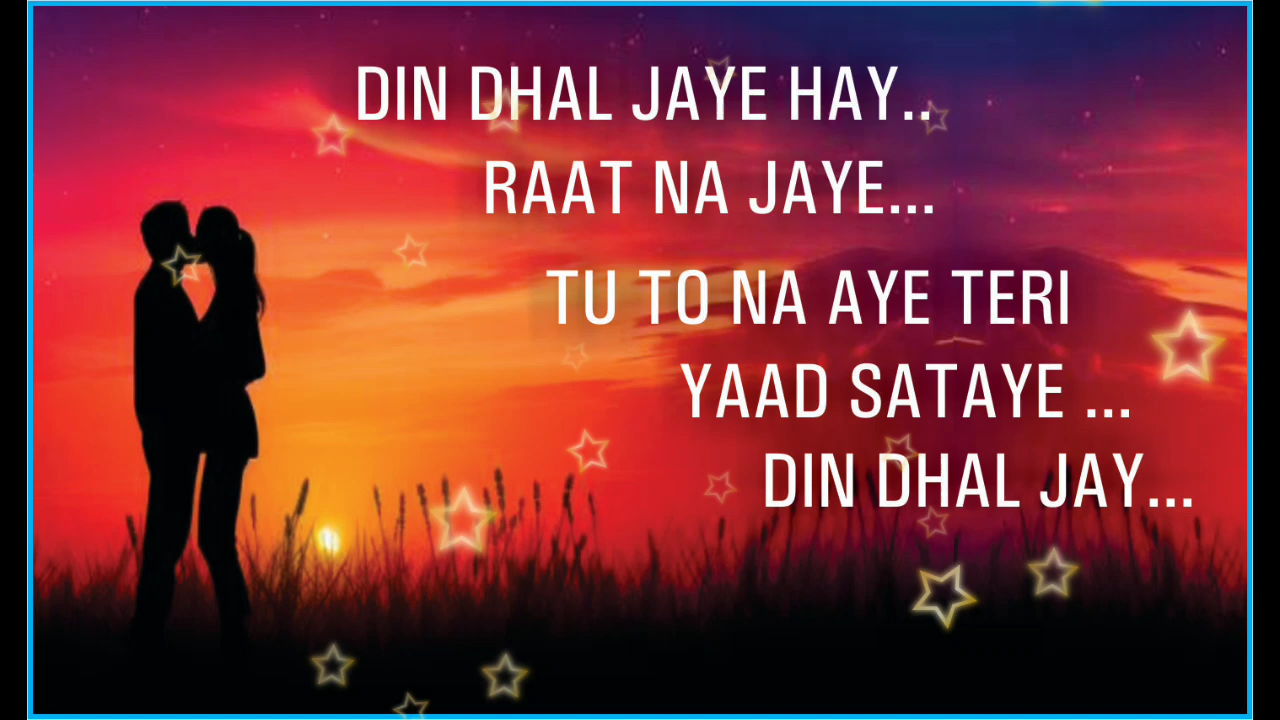 DIN DHAL JAYE HAY..
RAAT NA JAYE...
TU TO NA AYE TERI
YAAD SATAYE ...
DIN DHAL JAY...